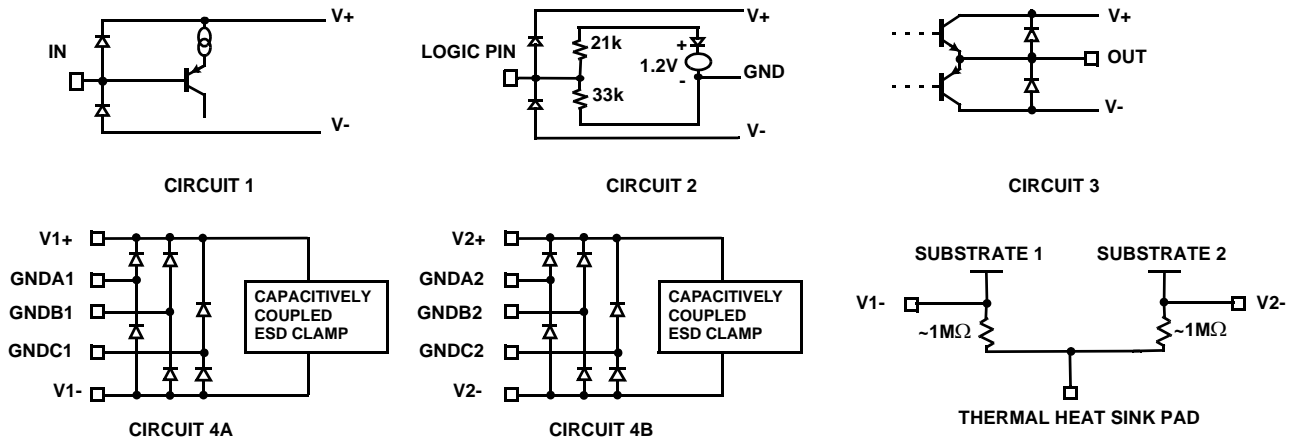 V+
IN
V-
CIRCUIT 1
V+
LOGIC PIN
21k
+
1.2V
-
GND
33k
V-
CIRCUIT 2
V+
OUT
V-
CIRCUIT 3
V1+
GNDA1
GNDB1
GNDC1
V1-
CAPACITIVELY
COUPLED
ESD CLAMP
CIRCUIT 4A
V2+
GNDA2
GNDB2
GNDC2
V2-
CAPACITIVELY
COUPLED
ESD CLAMP
CIRCUIT 4B
SUBSTRATE 1
SUBSTRATE 2
V1-
V2-
~1MΩ
~1MΩ
THERMAL HEAT SINK PAD